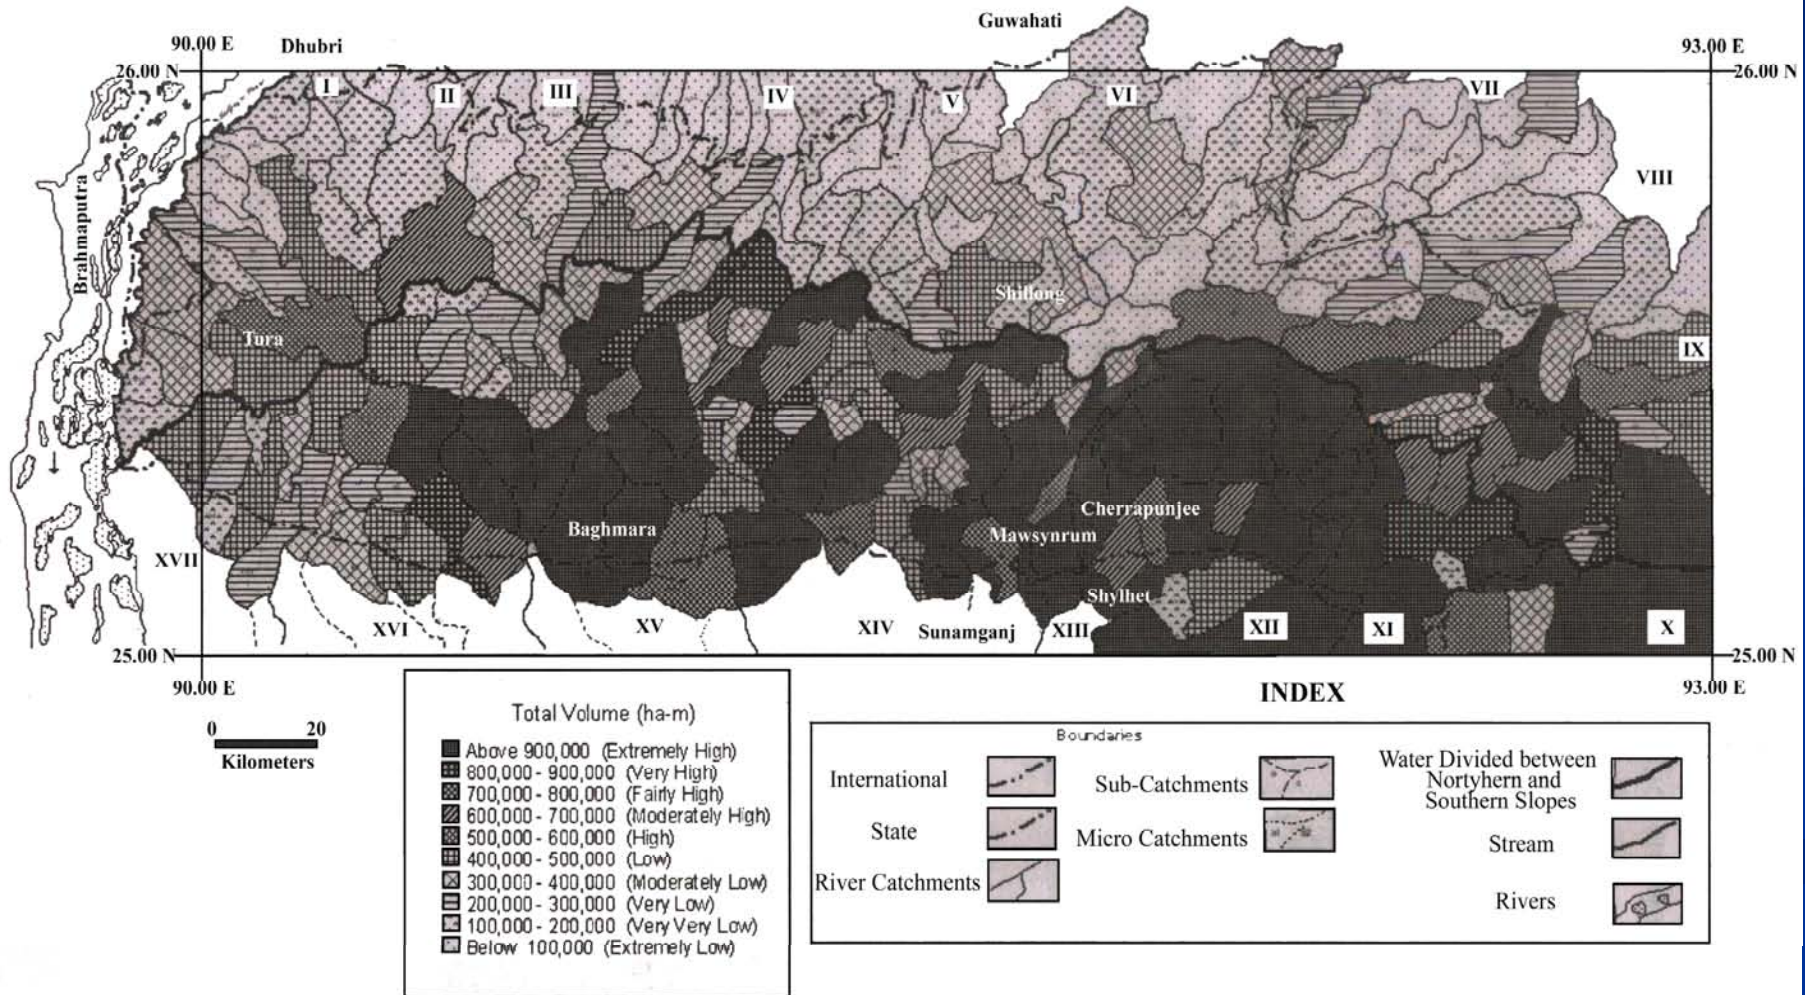 Guwahati
90.00 E
Dhubri
93.00 E
26.00 N
26.00 N
I
II
III
IV
V
VI
VII
VIII
Brahmaputra
Shillong
Tura
IX
Cherrapunjee
Baghmara
Mawsynrum
XVII
Shylhet
XVI
XV
XIV
Sunamganj
XIII
XII
XI
X
25.00 N
25.00 N
90.00 E
93.00 E
0 20
Kilometers
Total Volume (ha-m)
Above 900,000 (Extremely High)
800,000 - 900,000 (Very High)
700,000 - 800,000 (Fairly High)
600,000 - 700,000 (Moderately High)
500,000 - 600,000 (High)
400,000 - 500,000 (Low)
300,000 - 400,000 (Moderately Low)
200,000 - 300,000 (Very Low)
100,000 - 200,000 (Very Very Low)
Below 100,000 (Extremely Low)
INDEX
Boundaries
International
State
River Catchments
Sub-Catchments
Micro Catchments
Water Divided between
Nortyhern and
Southern Slopes
Stream
Rivers